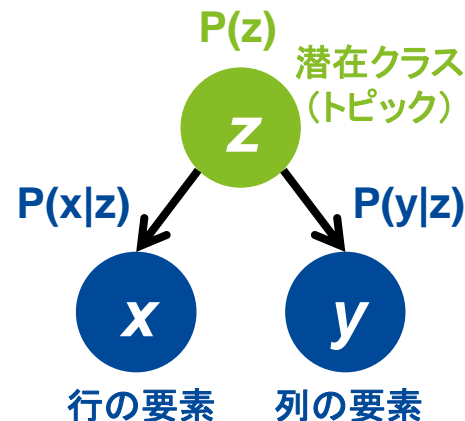 P(z)
潜在クラス
（トピック）
z
P(x|z)
P(y|z)
x
y
行の要素
列の要素